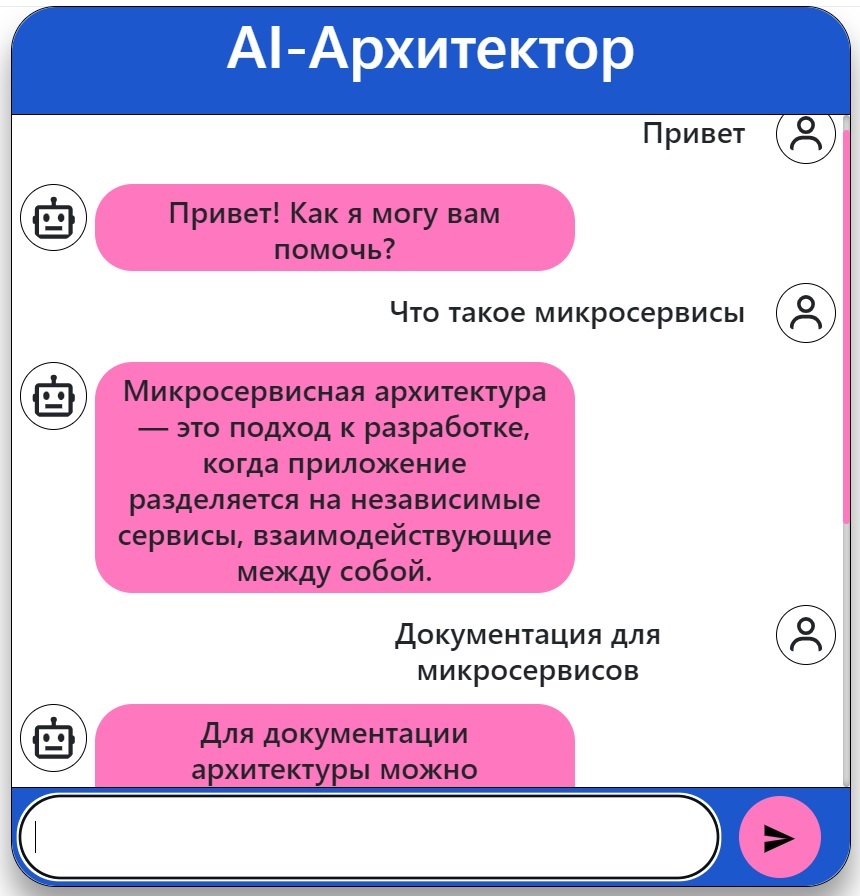 AI-Архитектор
Привет
Привет! Как я могу вам
помочь?
Что такое микросервисы
Микросервисная архитектура
— это подход к разработке,
когда приложение
разделяется на независимые
сервисы, взаимодействующие
между собой.
Документация для
микросервисов
Для документации
архитектуры можно